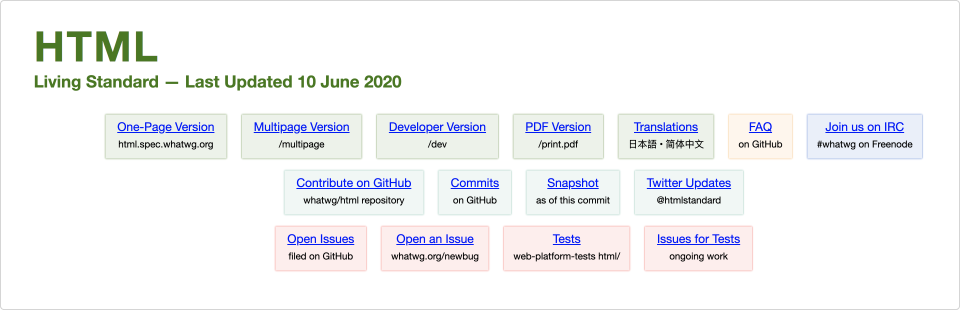 HTML
Living Standard — Last Updated 10 June 2020
One-Page Version
html.spec.whatwg.org
Multipage Version
/multipage
Developer Version
/dev
PDF Version
/print.pdf
Translations
日本語 • 简体中文
FAQ
on GitHub
Join us on IRC
#whatwg on Freenode
Contribute on GitHub
whatwg/html repository
Commits
on GitHub
Snapshot
as of this commit
Twitter Updates
@htmlstandard
Open Issues
filed on GitHub
Open an Issue
whatwg.org/newbug
Tests
web-platform-tests html/
Issues for Tests
ongoing work